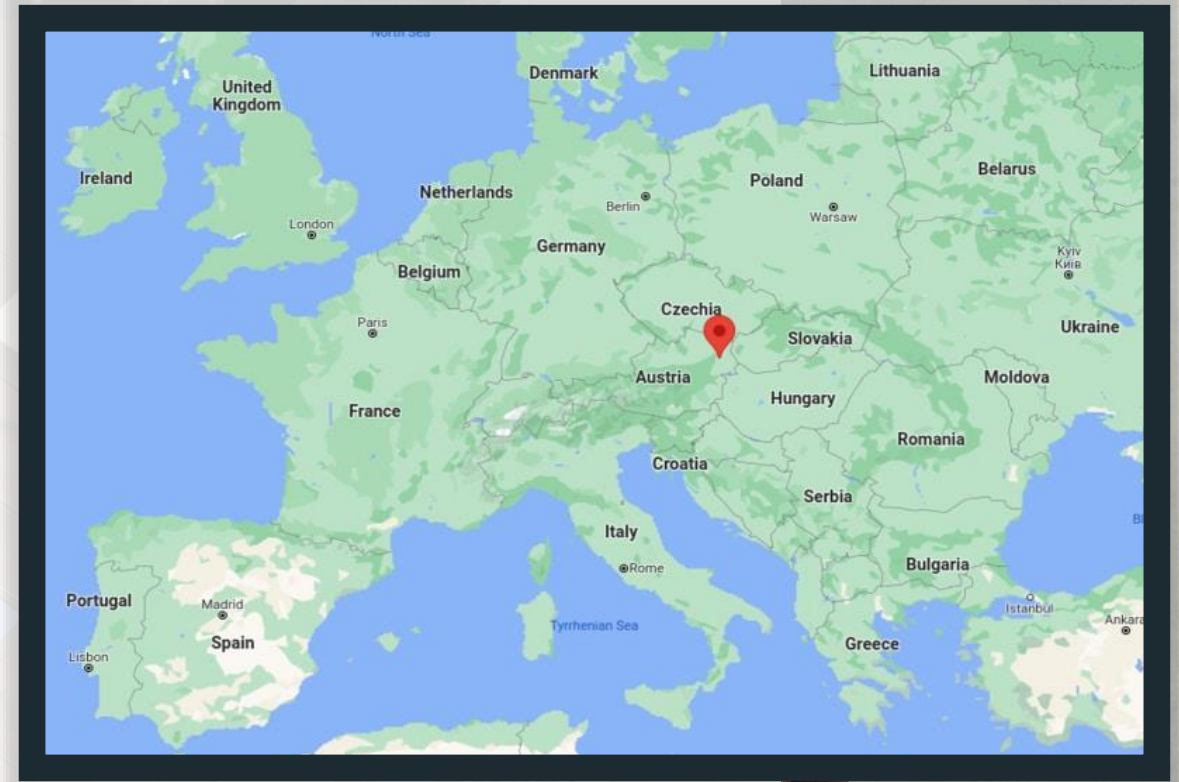 North Sea
Denmark
Lithuania
United
Kingdom
Ireland
Netherlands
Berlin
Poland
Warsaw
Belarus
London
Germany
Belgium
Kyiv
Київ
Czechia
Paris
Slovakia
Ukraine
Austria
Moldova
Hungary
France
Romania
Croatia
Serbia
Italy
Rome
Bulgaria
Portugal
Madrid
Istanbul
Ankara
Tyrrhenian Sea
Spain
Greece
Lisbon